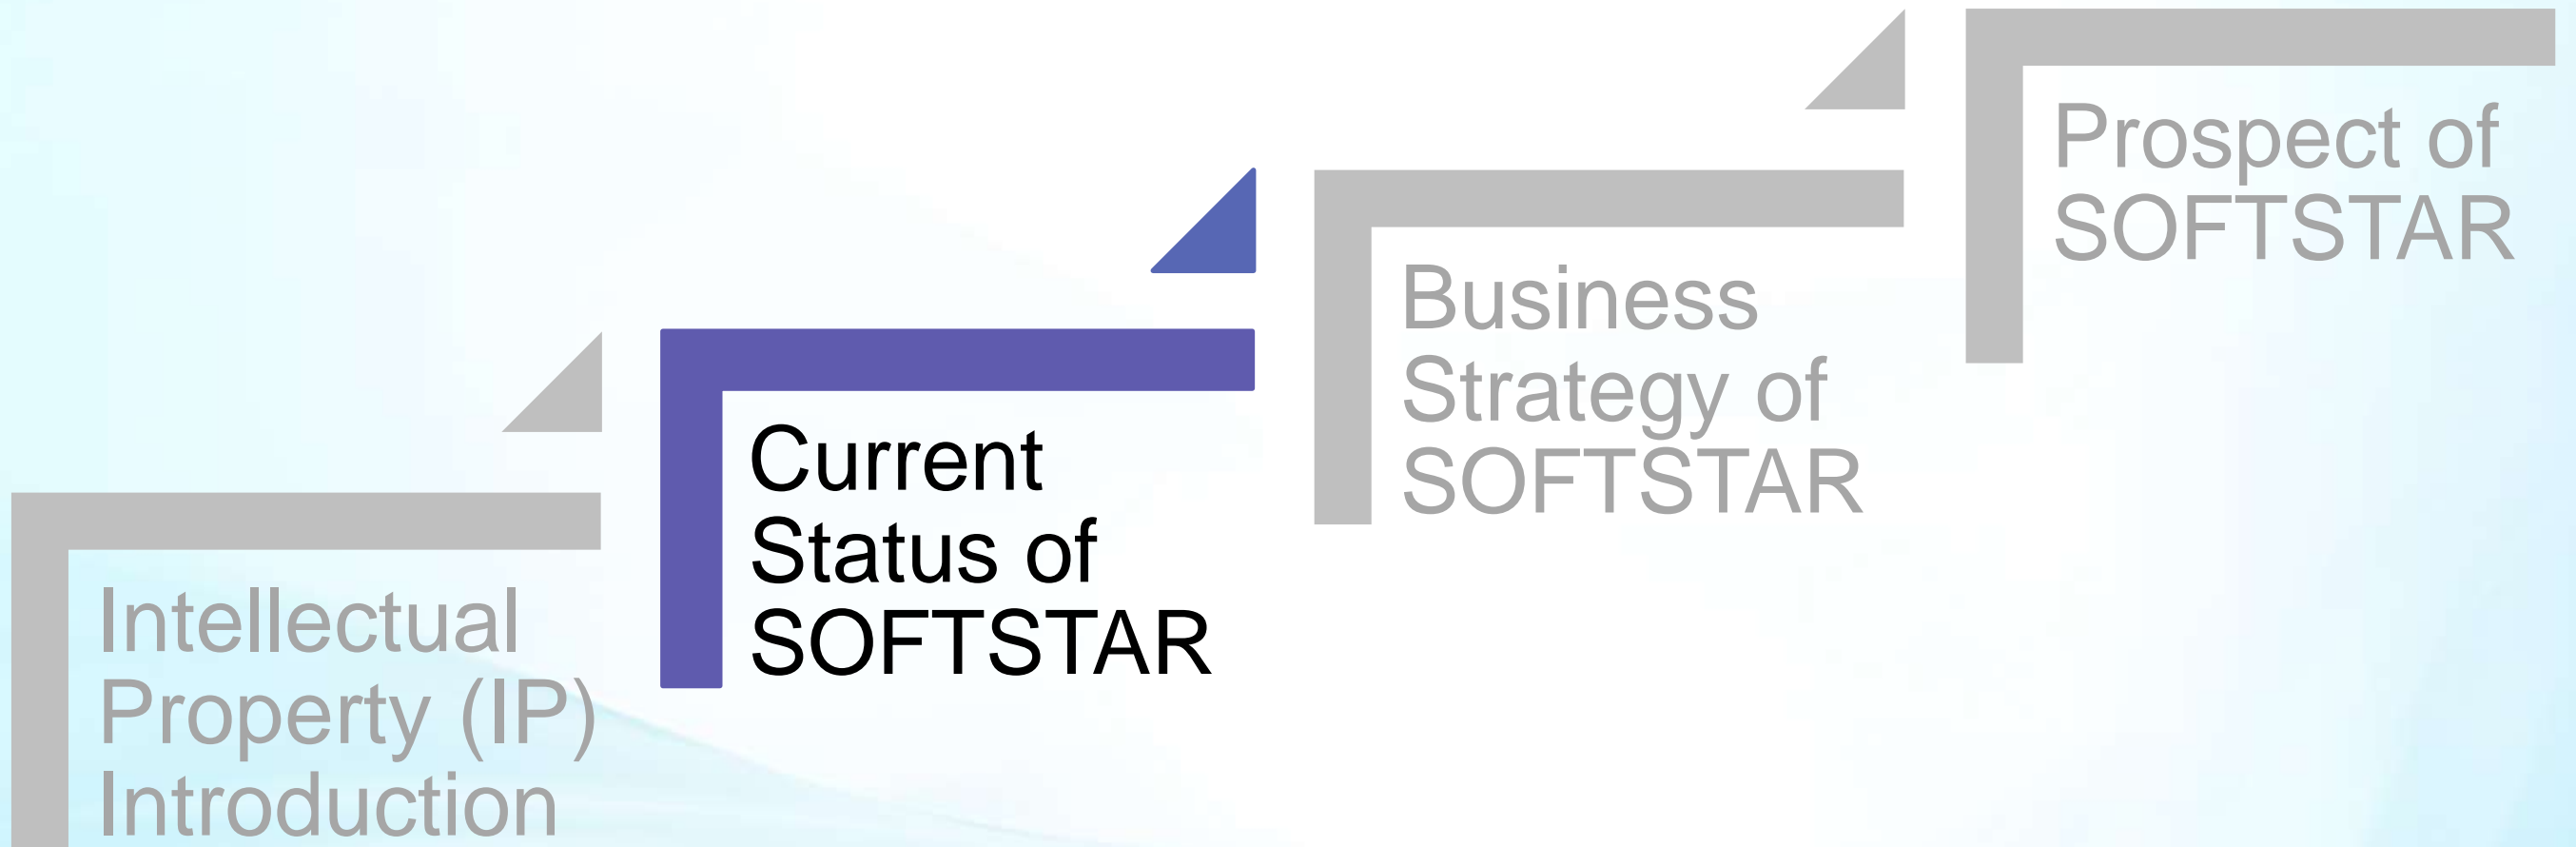 Intellectual
Property (IP)
Introduction
Current
Status of
SOFTSTAR
Business
Strategy of
SOFTSTAR
Prospect of
SOFTSTAR